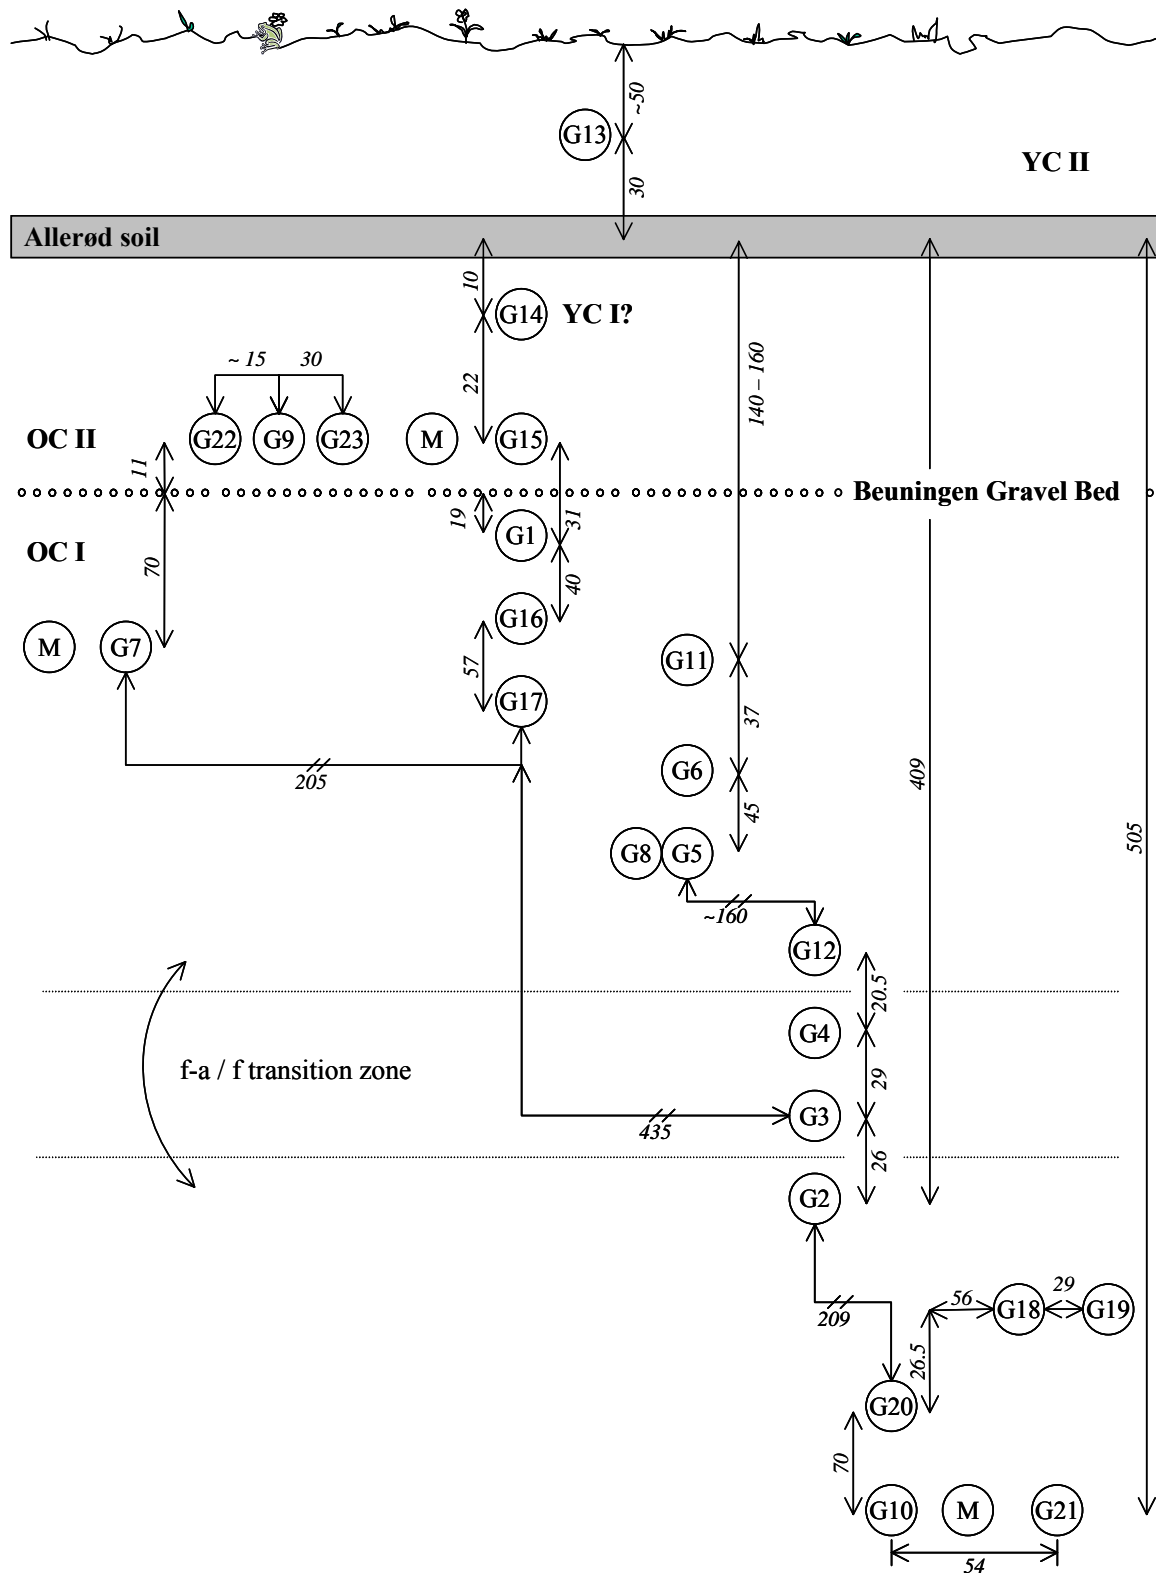 ~50
G13
YC II
30
Allerød soil
10
G14
YC I?
~ 15
30
22
140 – 160
OC II
G22
G9
G23
M
G15
11
Beuningen Gravel Bed
19
31
G1
OC I
70
40
G16
M
G7
57
G11
G17
37
205
G6
409
45
505
G8
G5
~160
G12
20.5
G4
f-a / f transition zone
29
G3
435
26
G2
209
56
G18
29
G19
26.5
G20
70
G10
M
G21
54